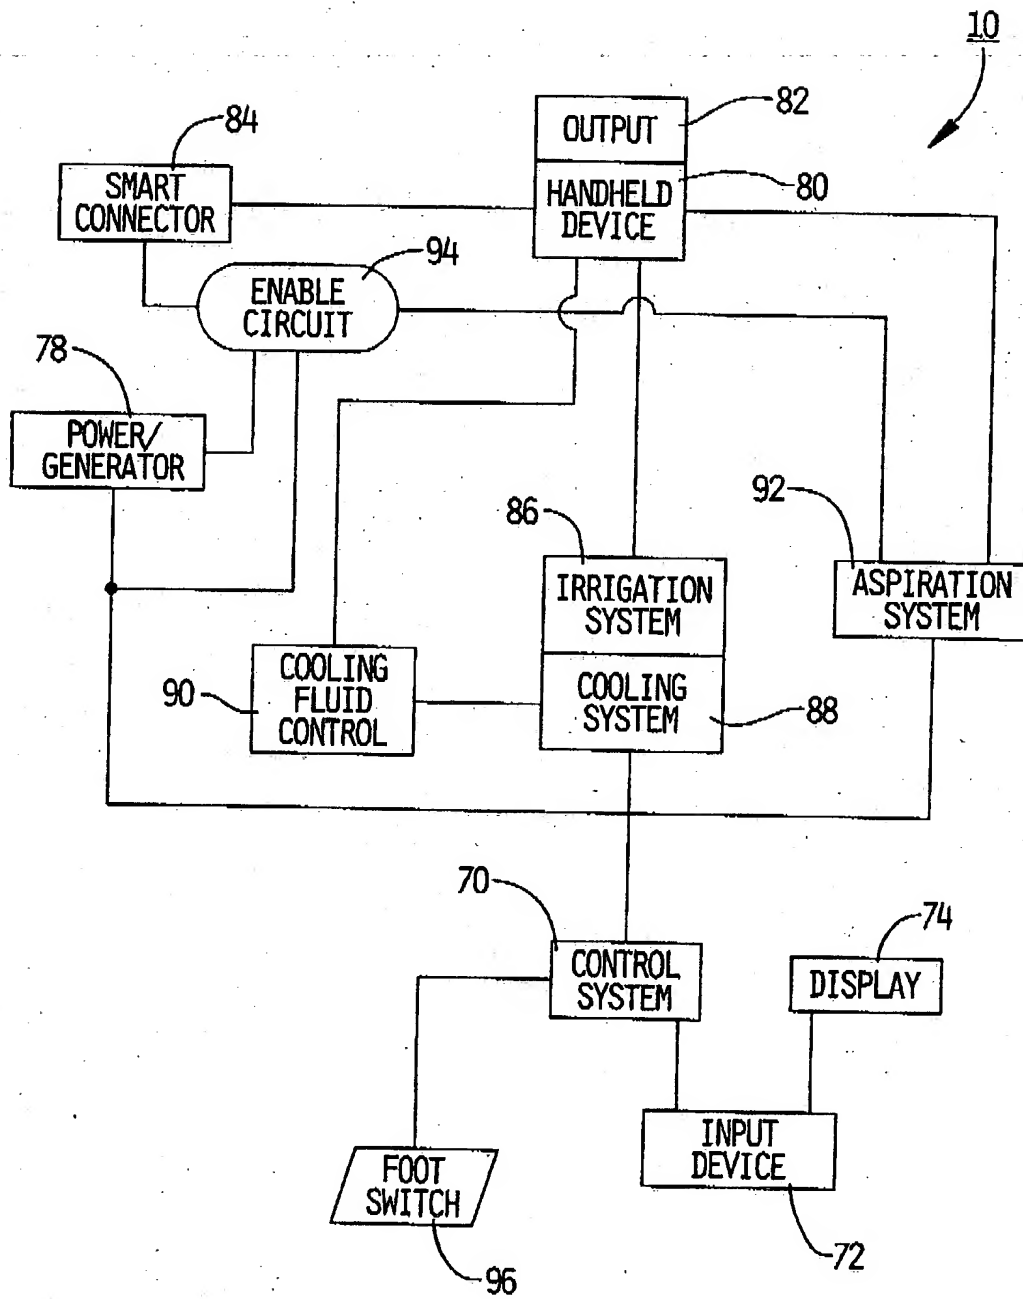 10
82
OUTPUT
84
SMART
CONNECTOR
80
HANDHELD
DEVICE
94
ENABLE
CIRCUIT
78
POWER/
GENERATOR
86
92
IRRIGATION
SYSTEM
ASPIRATION
SYSTEM
90
COOLING
FLUID
CONTROL
COOLING
SYSTEM
88
70
74
CONTROL
SYSTEM
DISPLAY
INPUT
DEVICE
FOOT
SWITCH
72
96